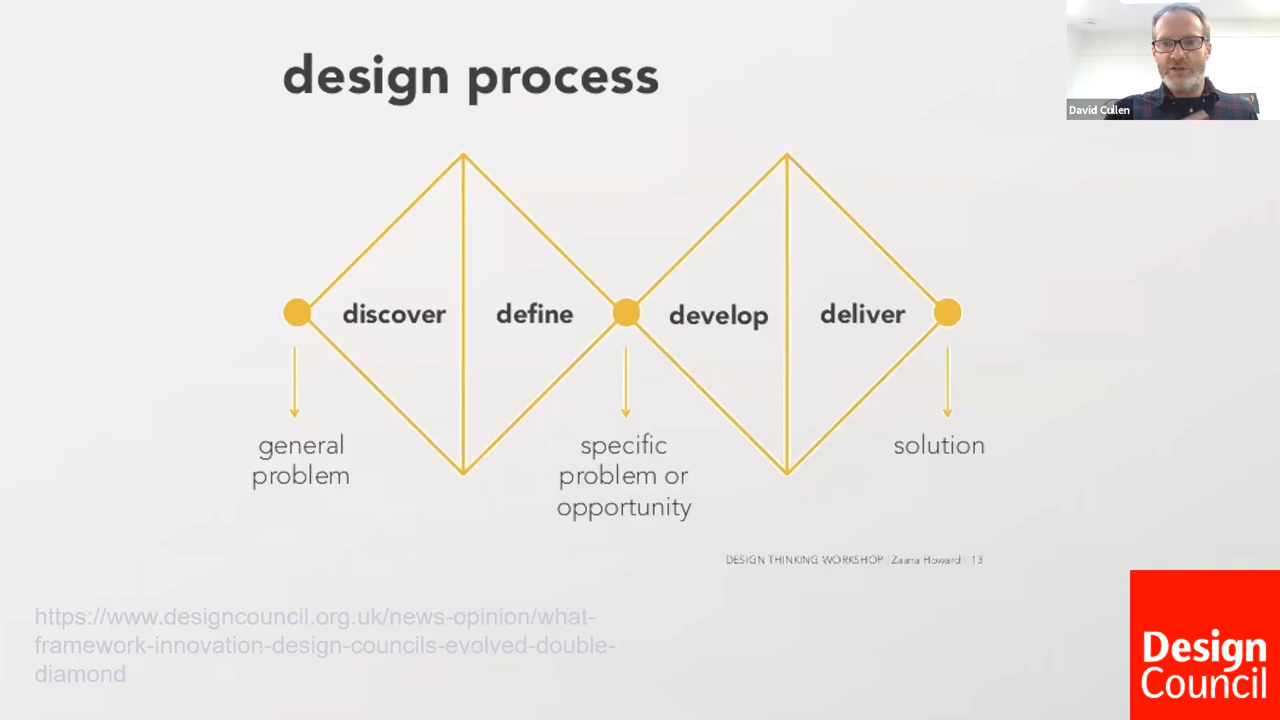 design process
David Cullen
discover
define
develop
deliver
general
problem
specific
problem or
opportunity
solution
DESIGN THINKING WORKSHOP | Zaana Howard | 13
https://www.designcouncil.org.uk/news-opinion/what-
framework-innovation-design-councils-evolved-double-
diamond
Design
Council